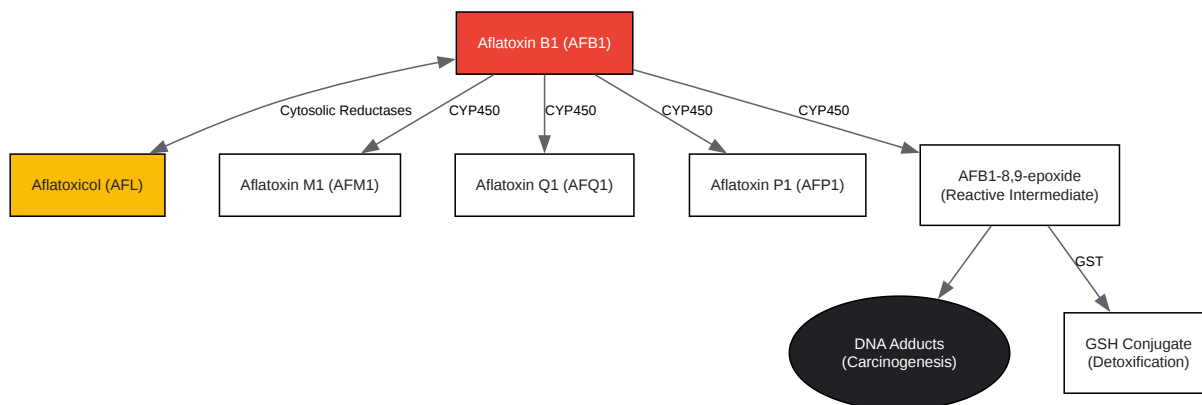 Aflatoxin B1 (AFB1)
Cytosolic Reductases
CYP450
CYP450
CYP450
CYP450
Aflatoxicol (AFL)
Aflatoxin M1 (AFM1)
Aflatoxin Q1 (AFQ1)
Aflatoxin P1 (AFP1)
AFB1-8,9-epoxide
(Reactive Intermediate)
GST
DNA Adducts
(Carcinogenesis)
GSH Conjugate
(Detoxification)